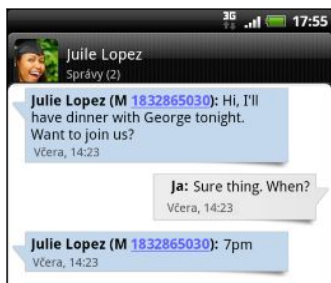 3G 17:55
Juile Lopez
Správy (2)
Julie Lopez (M 1832865030): Hi, I'll
have dinner with George tonight.
Want to join us?
Včera, 14:23
Ja: Sure thing. When?
Včera, 14:23
Julie Lopez (M 1832865030): 7pm
Včera, 14:23